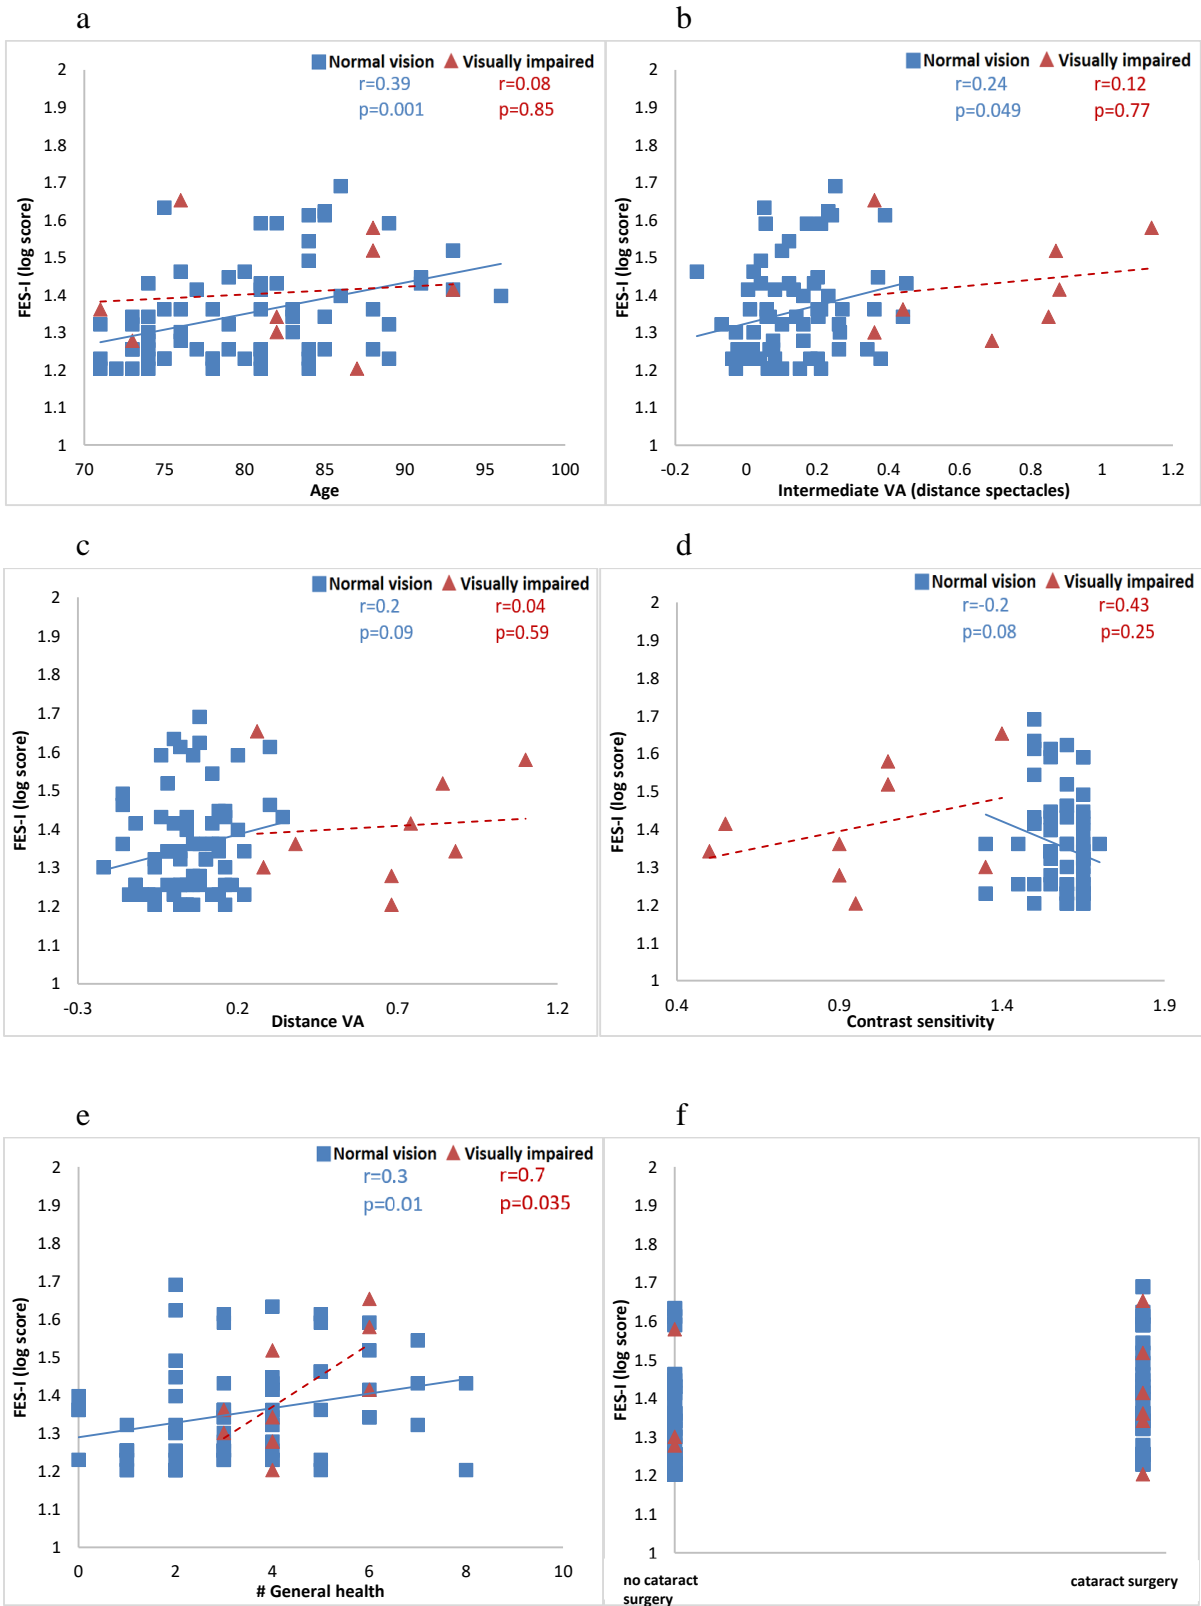 a
b
Normal vision Visually impaired
r=0.39 r=0.08
p=0.001 p=0.85
FES-I (log score)
2
1.9
1.8
1.7
1.6
1.5
1.4
1.3
1.2
1.1
1
70 75 80 85 90 95 100
Age
Normal vision Visually impaired
r=0.24 r=0.12
p=0.049 p=0.77
FES-I (log score)
2
1.9
1.8
1.7
1.6
1.5
1.4
1.3
1.2
1.1
1
-0.2 0 0.2 0.4 0.6 0.8 1 1.2
Intermediate VA (distance spectacles)
c
d
Normal vision Visually impaired
r=0.2 r=0.04
p=0.09 p=0.59
FES-I (log score)
2
1.9
1.8
1.7
1.6
1.5
1.4
1.3
1.2
1.1
1
-0.3 0.2 0.7 1.2
Distance VA
Normal vision Visually impaired
r=-0.2 r=0.43
p=0.08 p=0.25
FES-I (log score)
2
1.9
1.8
1.7
1.6
1.5
1.4
1.3
1.2
1.1
1
0.4 0.9 1.4 1.9
Contrast sensitivity
e
f
Normal vision Visually impaired
r=0.3 r=0.7
p=0.01 p=0.035
FES-I (log score)
2
1.9
1.8
1.7
1.6
1.5
1.4
1.3
1.2
1.1
1
0 2 4 6 8 10
# General health
FES-I (log score)
2
1.9
1.8
1.7
1.6
1.5
1.4
1.3
1.2
1.1
1
no cataract
surgery
cataract surgery